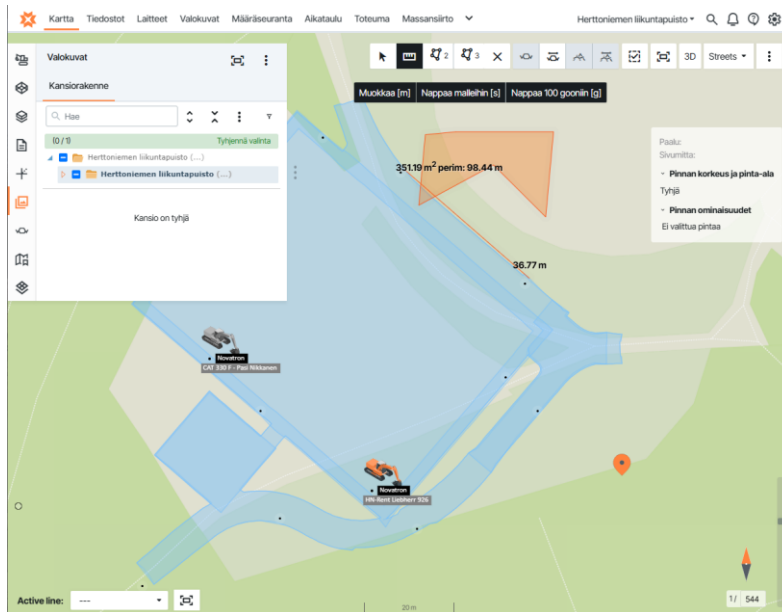 Kartta Tiedostot Laitteet Valokuvat Määräseuranta Aikataulu Toteuma Massansiirto Herttoniemen liikuntapuisto
Valokuvat
2 3 3D Streets
Kansiorakenne
Muokkaa [m] Nappaa malleihin [s] Nappaa 100 gooniin [g]
Hae
(0 / 1) Tyhjennä valinta
Herttoniemen liikuntapuisto (...)
Herttoniemen liikuntapuisto (...)
Kansion on tyhjä
351.19 m² perim: 98.44 m
36.77 m
Paalu:
Sivumitta:
Pinnan korkeus ja pinta-ala
Tyhjä
Pinnan ominaisuudet
Ei valittua pintaa
Novatron
CAT 330 F - Pasi Nikkanen
Novatron
HN-Rent Liebherr 926
Active line: ---
20 m
1 / 544